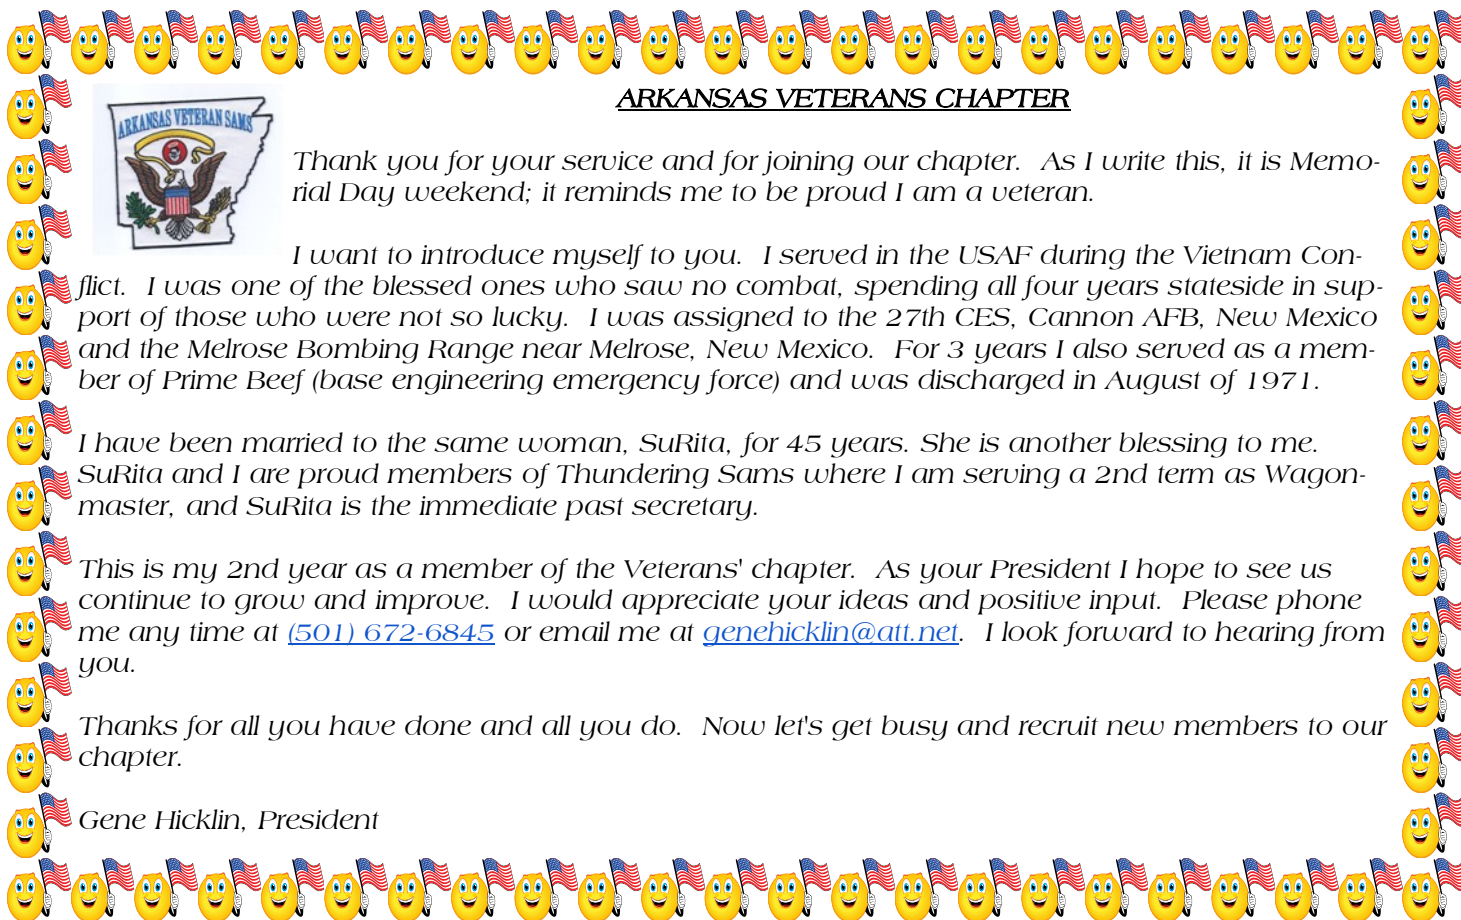 ARKANSAS VETERANS CHAPTER
ARKANSAS VETERAN SAMS
Thank you for your service and for joining our chapter.  As I write this, it is Memo-
rial Day weekend; it reminds me to be proud I am a veteran.
I want to introduce myself to you.  I served in the USAF during the Vietnam Con-
flict.  I was one of the blessed ones who saw no combat, spending all four years stateside in sup-
port of those who were not so lucky.  I was assigned to the 27th CES, Cannon AFB, New Mexico
and the Melrose Bombing Range near Melrose, New Mexico.  For 3 years I also served as a mem-
ber of Prime Beef (base engineering emergency force) and was discharged in August of 1971.
I have been married to the same woman, SuRita, for 45 years. She is another blessing to me.
SuRita and I are proud members of Thundering Sams where I am serving a 2nd term as Wagon-
master, and SuRita is the immediate past secretary.
This is my 2nd year as a member of the Veterans' chapter.  As your President I hope to see us
continue to grow and improve.  I would appreciate your ideas and positive input.  Please phone
me any time at (501) 672-6845 or email me at genehicklin@att.net.  I look forward to hearing from
you.
Thanks for all you have done and all you do.  Now let's get busy and recruit new members to our
chapter.
Gene Hicklin, President